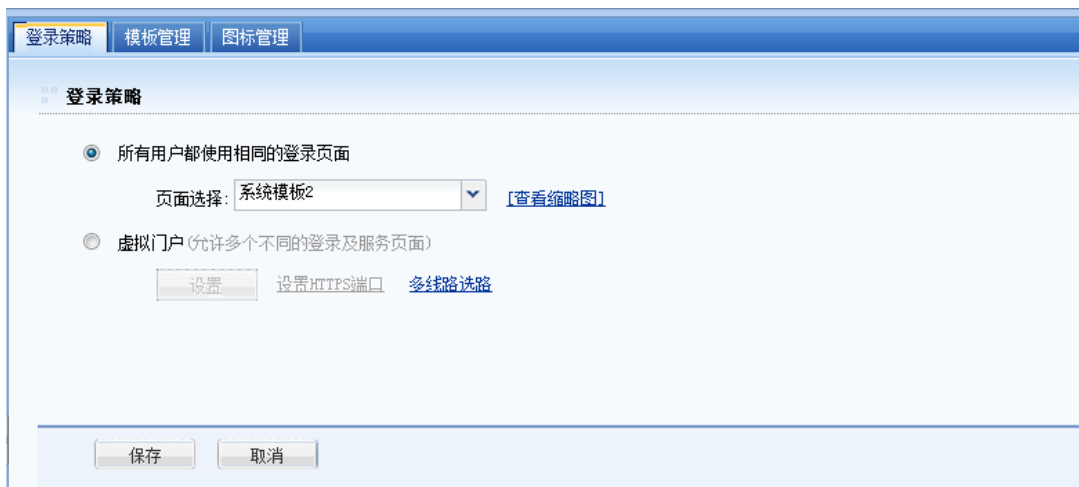 登录策略 模板管理 图标管理
登录策略
所有用户都使用相同的登录页面
页面选择: 系统模板2 [查看缩略图]
虚拟门户(允许多个不同的登录及服务页面)
设置 设置HTTPS端口 多线路选路
保存 取消